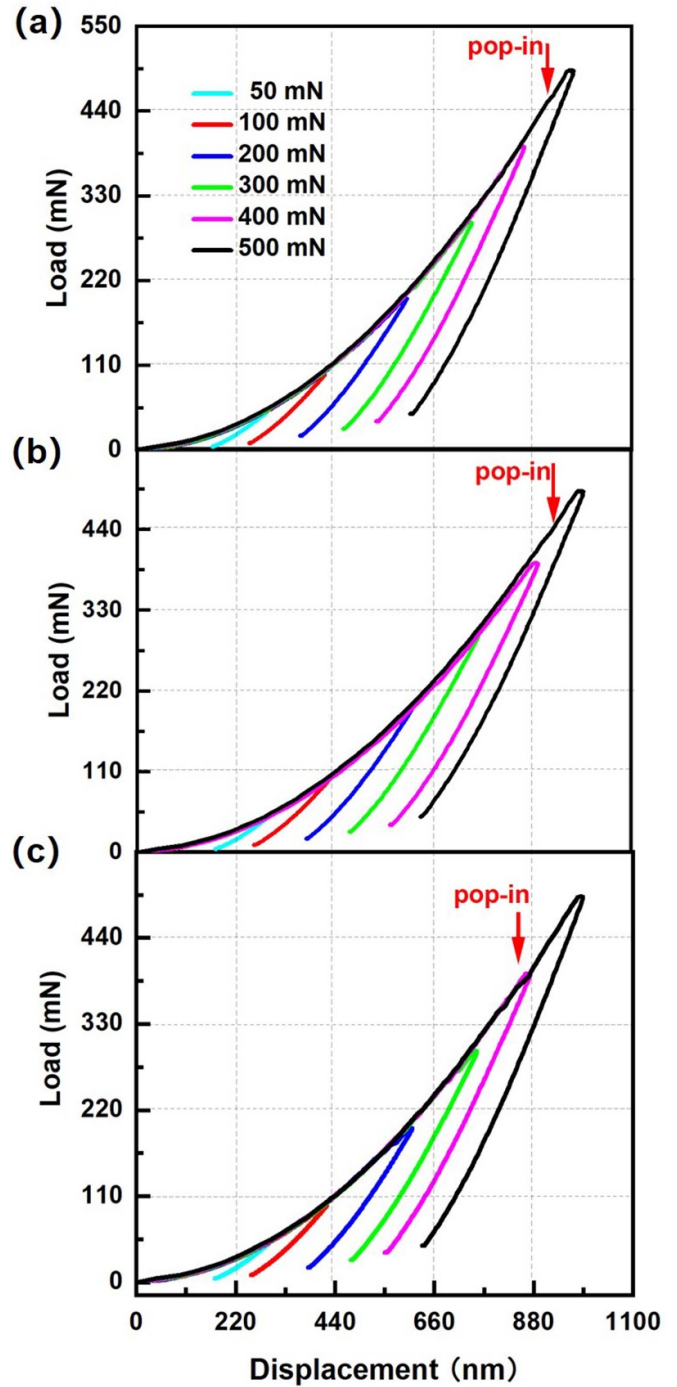 (a)
550
440
330
220
110
0
Load (mN)
pop-in
50 mN
100 mN
200 mN
300 mN
400 mN
500 mN
(b)
440
330
220
110
0
Load (mN)
pop-in
(c)
440
330
220
110
0
Load (mN)
pop-in
0 220 440 660 880 1100
Displacement (nm)